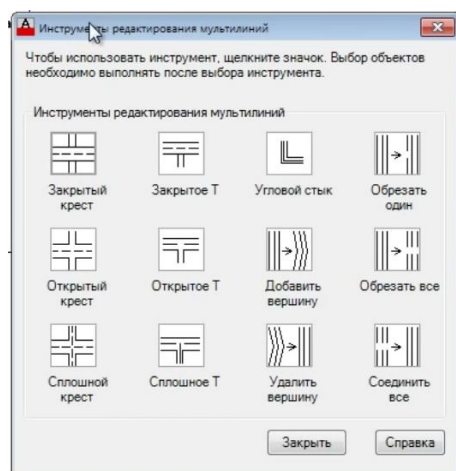 Инструменты редактирования мультилиний
Чтобы использовать инструмент, щелкните значок. Выбор объектов
необходимо выполнять после выбора инструмента.
Инструменты редактирования мультилиний
Закрытый
крест
Закрытое Т
Угловой стык
Обрезать
один
Открытый
крест
Открытое Т
Добавить
вершину
Обрезать все
Сплошной
крест
Сплошное Т
Удалить
вершину
Соединить
все
Закрыть
Справка